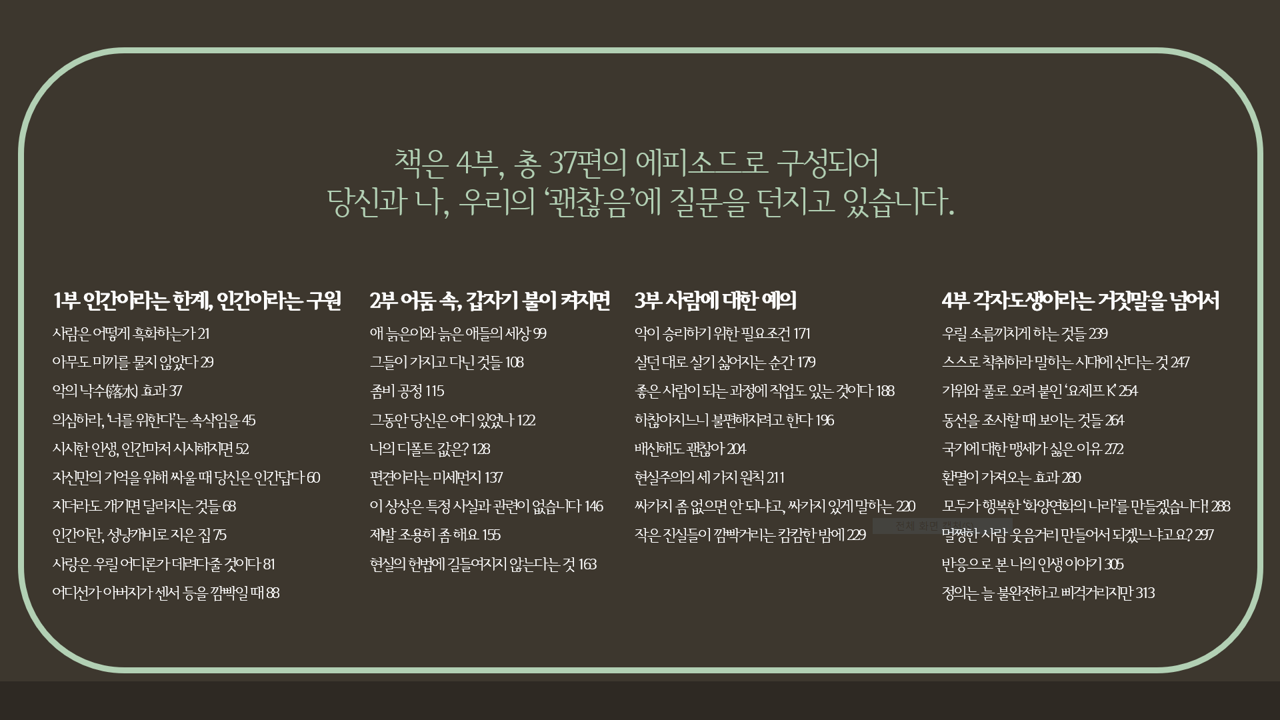 책은 4부, 총 37편의 에피소드로 구성되어
당신과 나, 우리의 ‘괜찮음’에 질문을 던지고 있습니다.
1부 인간이라는 한계, 인간이라는 구원
사람은 어떻게 흑화하는가 21
아무도 미끼를 물지 않았다 29
악의 낙수(落水) 효과 37
의심하라, ‘너를 위한다’는 속삭임을 45
시시한 인생, 인간마저 시시해지면 52
자신만의 기억을 위해 싸울 때 당신은 인간답다 60
지더라도 개기면 달라지는 것들 68
인간이란, 성냥개비로 지은 집 75
사랑은 우릴 어디론가 데려다줄 것이다 81
어디선가 아버지가 센서 등을 깜빡일 때 88
2부 어둠 속, 갑자기 불이 켜지면
애 늙은이와 늙은 애들의 세상 99
그들이 가지고 다닌 것들 108
좀비 공정 115
그동안 당신은 어디 있었나 122
나의 디폴트 값은? 128
편견이라는 미세먼지 137
이 상상은 특정 사실과 관련이 없습니다 146
제발 조용히 좀 해요 155
현실의 헌법에 길들여지지 않는다는 것 163
3부 사람에 대한 예의
악이 승리하기 위한 필요조건 171
살던 대로 살기 싫어지는 순간 179
좋은 사람이 되는 과정에 직업도 있는 것이다 188
하찮아지느니 불편해지려고 한다 196
배신해도 괜찮아 204
현실주의의 세 가지 원칙 211
싸가지 좀 없으면 안 되냐고, 싸가지 있게 말하는 220
작은 진실들이 깜빡거리는 캄캄한 밤에 229
4부 각자도생이라는 거짓말을 넘어서
우릴 소름끼치게 하는 것들 239
스스로 착취하라 말하는 시대에 산다는 것 247
가위와 풀로 오려 붙인 ‘요제프 K’ 254
동선을 조사할 때 보이는 것들 264
국기에 대한 맹세가 싫은 이유 272
환멸이 가져오는 효과 280
모두가 행복한 ‘화양연화의 나라’를 만들겠습니다! 288
멀쩡한 사람 웃음거리 만들어서 되겠느냐고요? 297
반응으로 본 나의 인생 이야기 305
정의는 늘 불완전하고 삐걱거리지만 313